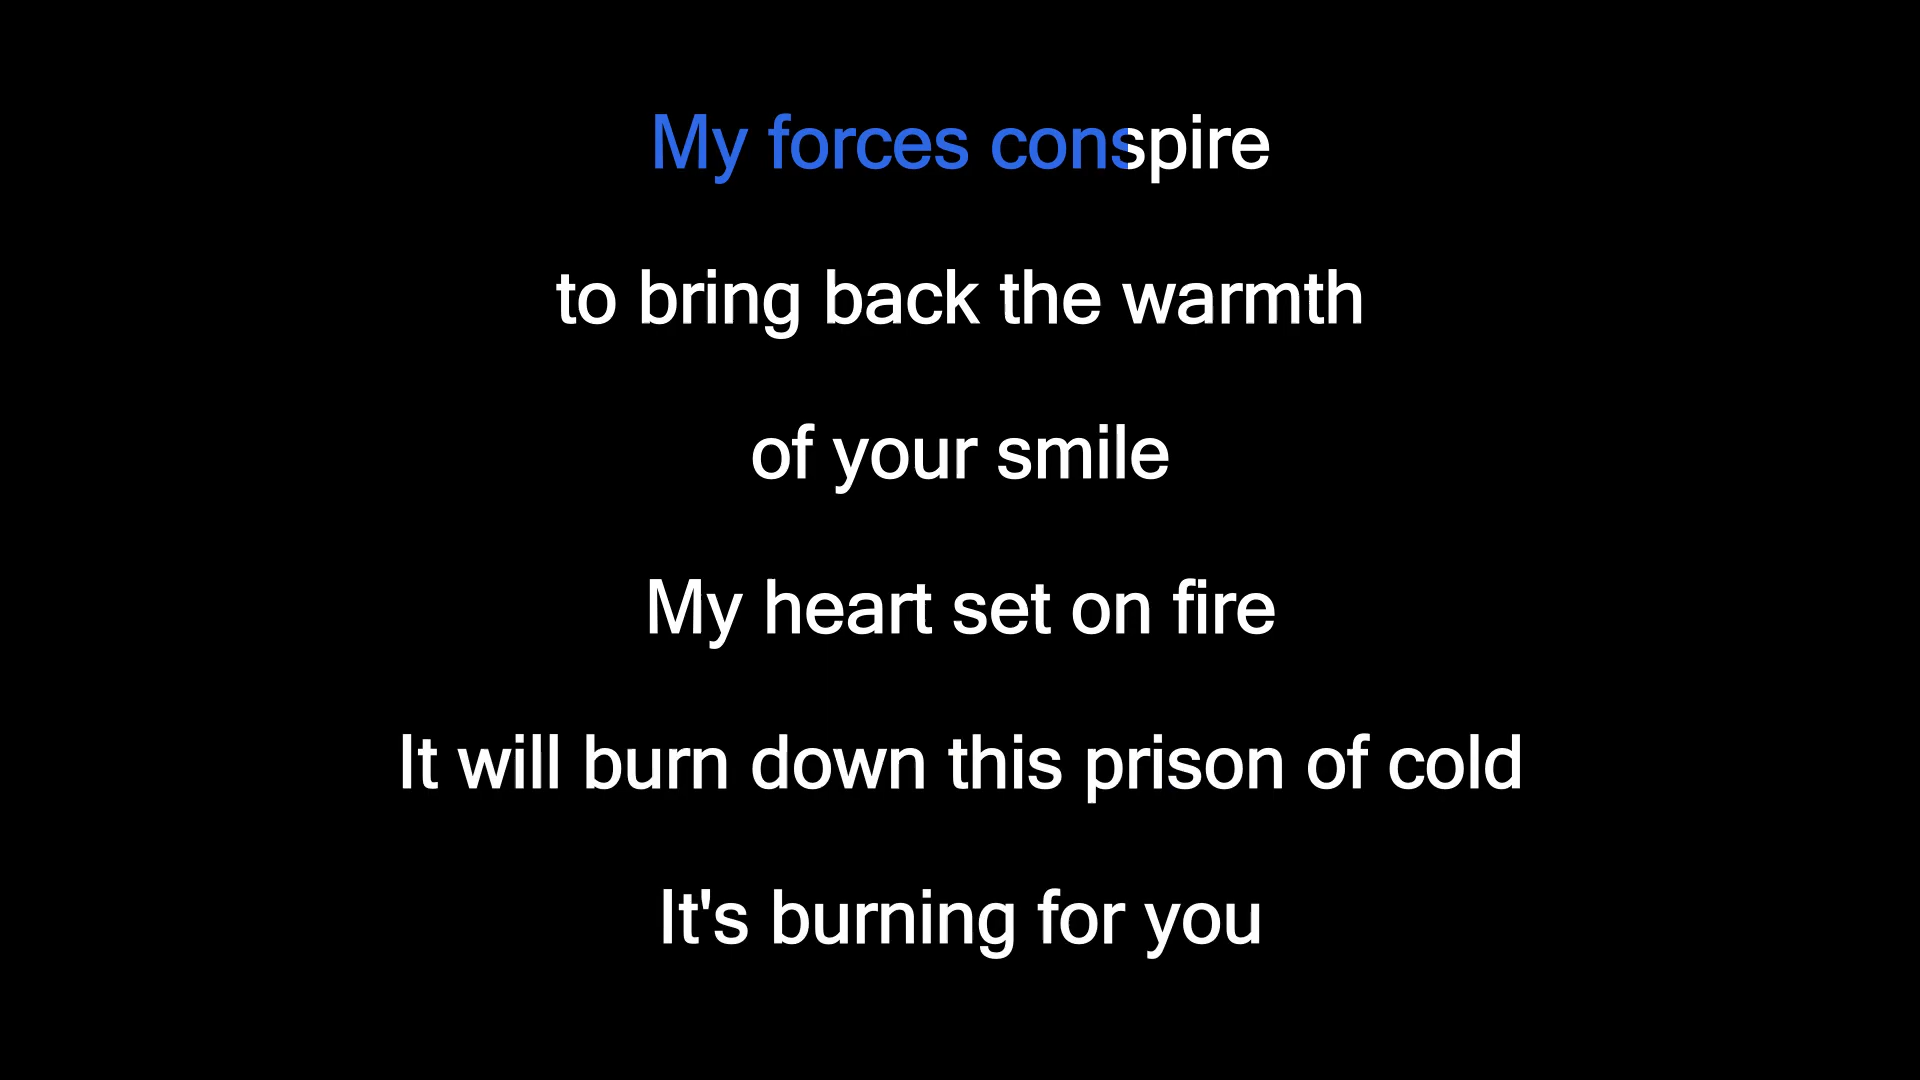 My forces conspire
to bring back the warmth
of your smile
My heart set on fire
It will burn down this prison of cold
It's burning for you